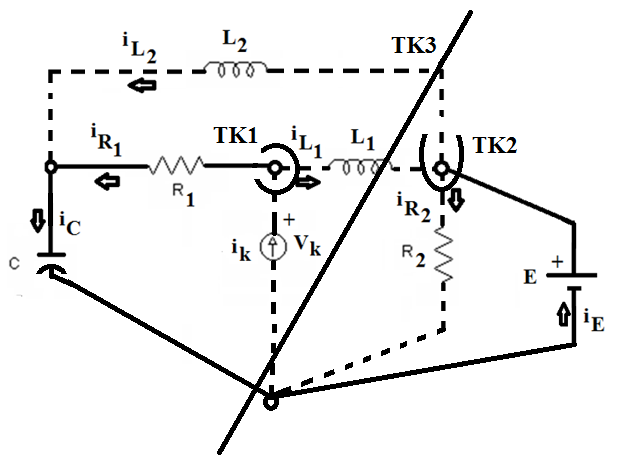 L2
TK3
iL2
iR1
TK1
iL1
L1
TK2
R1
iR2
iC
+
ik
Vk
R2
+
C
E
iE